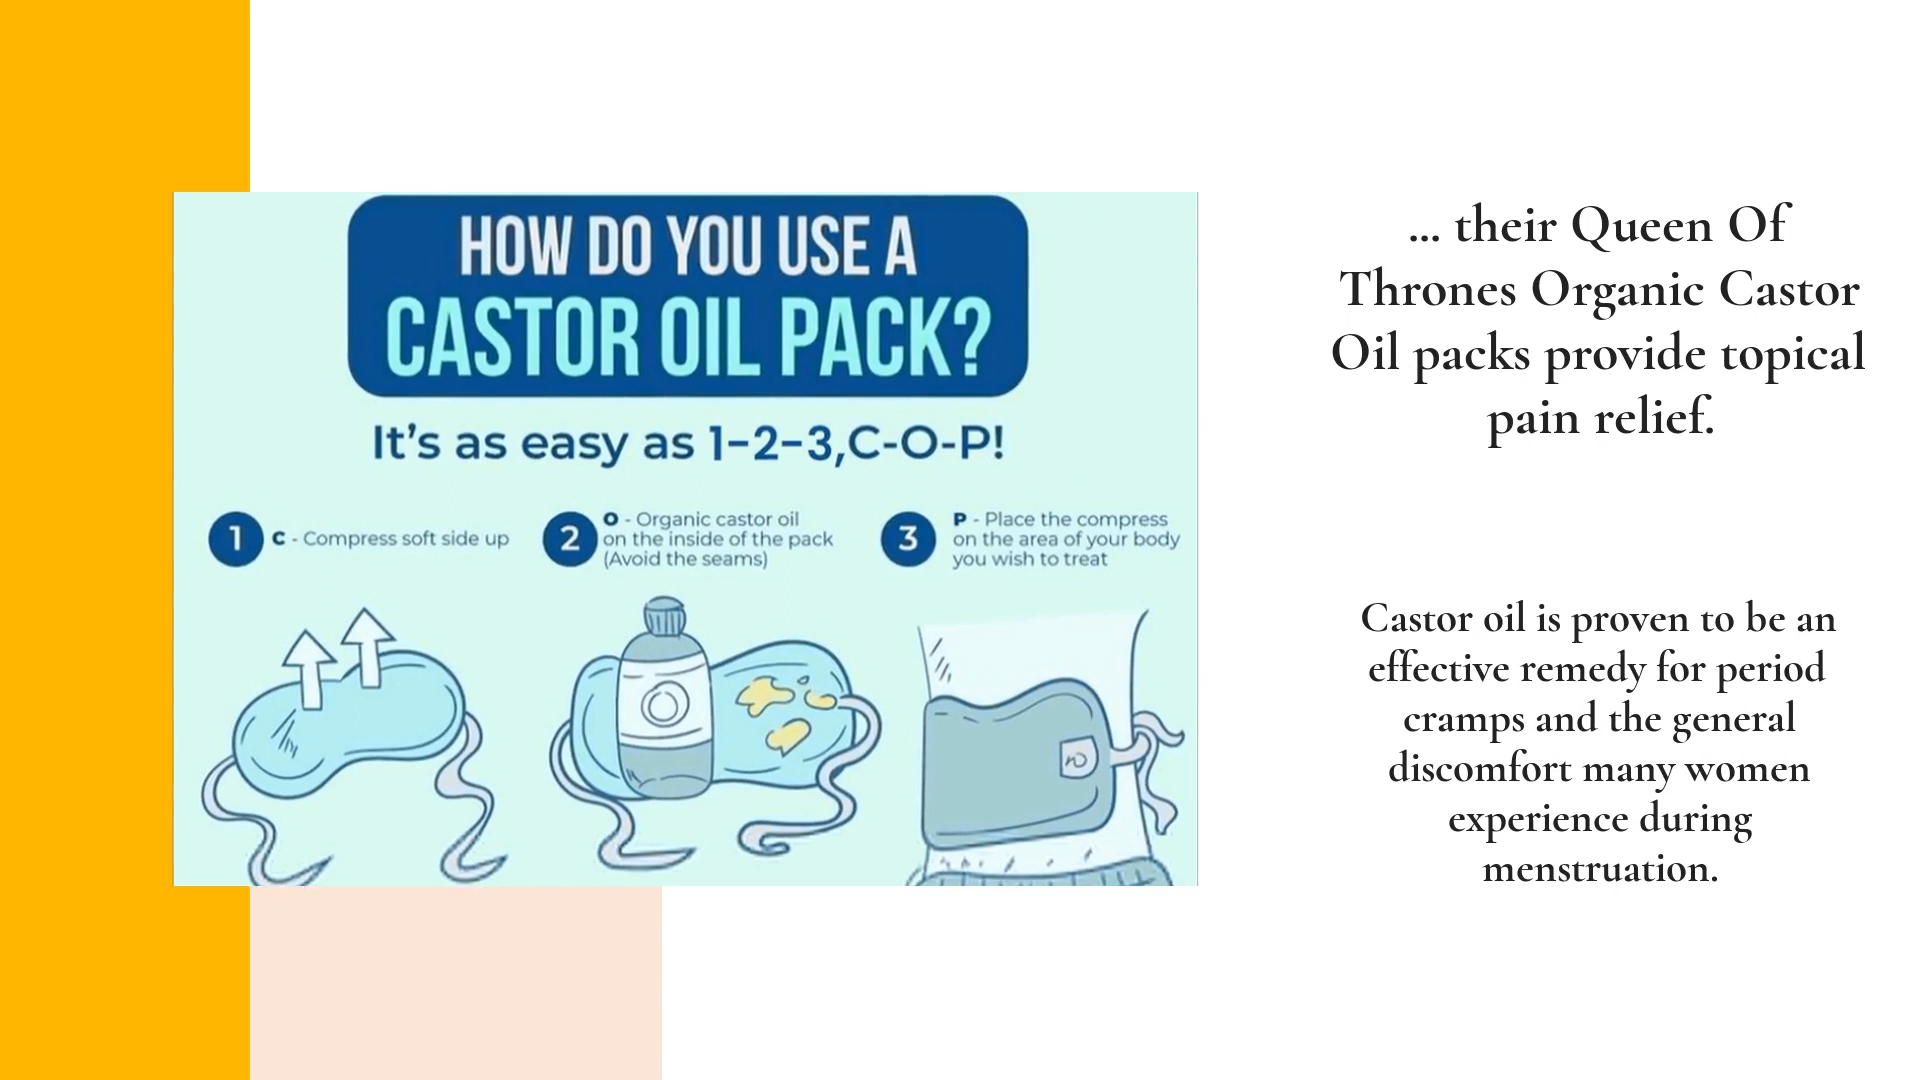 HOW DO YOU USE A
CASTOR OIL PACK?
It's as easy as 1-2-3,C-O-P!
1 C - Compress soft side up
2 O - Organic castor oil
on the inside of the pack
(Avoid the seams)
3 P - Place the compress
on the area of your body
you wish to treat
... their Queen Of
Thrones Organic Castor
Oil packs provide topical
pain relief.
Castor oil is proven to be an
effective remedy for period
cramps and the general
discomfort many women
experience during
menstruation.